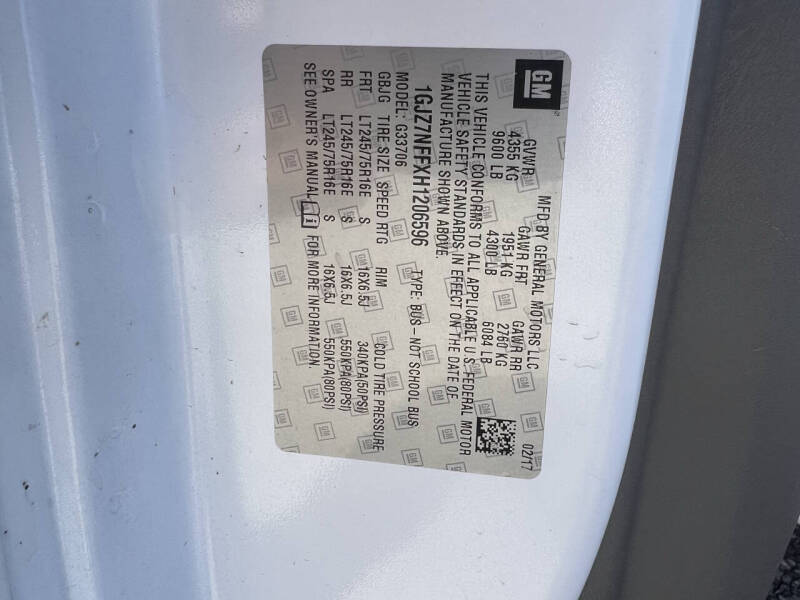 GM
MFD BY GENERAL MOTORS LLC 02/17
GVWR GAWR FRT GAWR RR
4355 KG 1951 KG 2760 KG
9600 LB 4300 LB 6084 LB
THIS VEHICLE CONFORMS TO ALL APPLICABLE U.S. FEDERAL MOTOR
VEHICLE SAFETY STANDARDS IN EFFECT ON THE DATE OF
MANUFACTURE SHOWN ABOVE.
1GJZ7NFFXH1206596 TYPE: BUS–NOT SCHOOL BUS
MODEL: G33706
GBJG TIRE SIZE SPEED RTG RIM COLD TIRE PRESSURE
FRT LT245/75R16E S 16X6.5J 340KPA(50PSI)
RR LT245/75R16E S 16X6.5J 550KPA(80PSI)
SPA LT245/75R16E S 16X6.5J 550KPA(80PSI)
SEE OWNER'S MANUAL i FOR MORE INFORMATION.